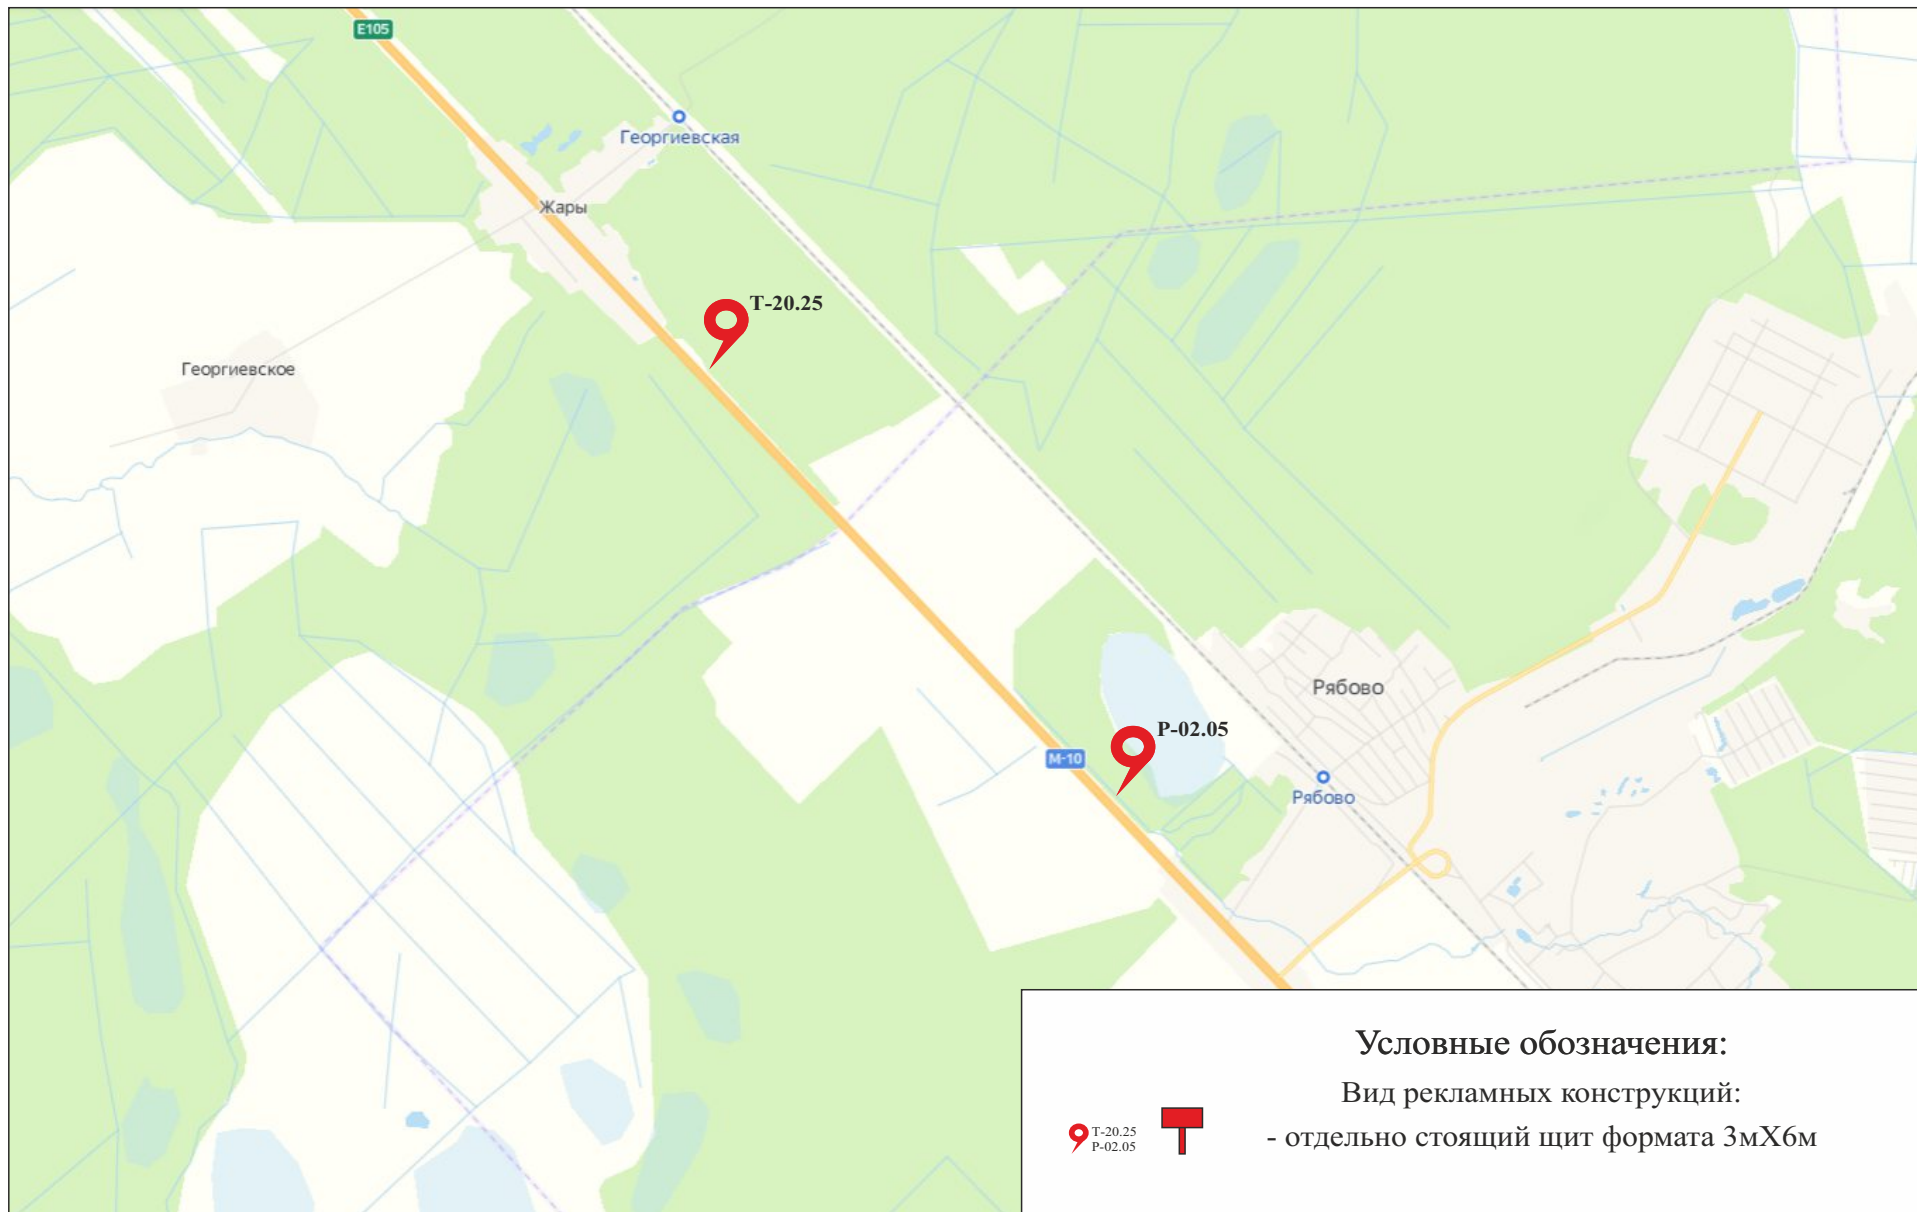 E105
Георгиевская
Жары
Т-20.25
Георгиевское
Рябово
Р-02.05
М-10
Рябово
Условные обозначения:
Вид рекламных конструкций:
Т-20.25
Р-02.05
- отдельно стоящий щит формата 3мХ6м